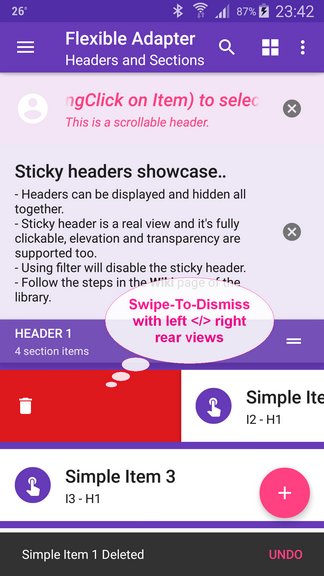 26°
87%
23:42
Flexible Adapter
Headers and Sections
ngClick on Item) to selec
This is a scrollable header.
Sticky headers showcase..
- Headers can be displayed and hidden all
together.
- Sticky header is a real view and it's fully
clickable, elevation and transparency are
supported too.
- Using filter will disable the sticky header.
- Follow the steps in the Wiki page of the
library.
Swipe-To-Dismiss
with left </> right
rear views
HEADER 1
4 section items
Simple Ite
I2 - H1
Simple Item 3
I3 - H1
Simple Item 1 Deleted
UNDO